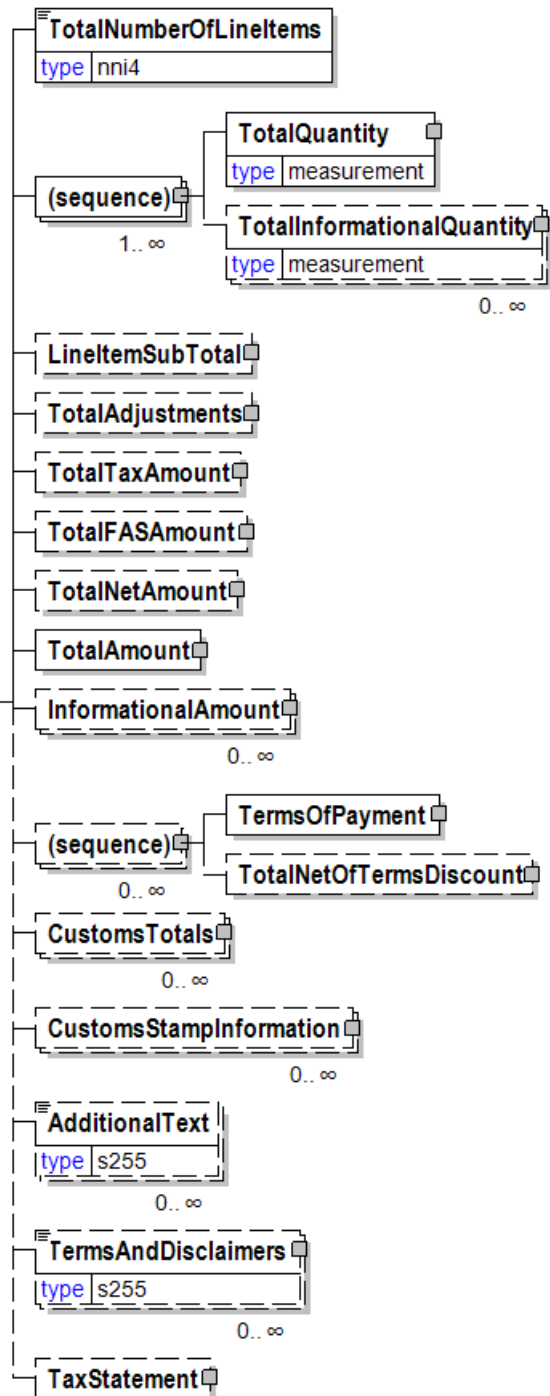 TotalNumberOfLineItems
type nni4
(sequence)
1.. ∞
TotalQuantity
type measurement
TotalInformationalQuantity
type measurement
0.. ∞
LineItemSubTotal
TotalAdjustments
TotalTaxAmount
TotalFASAmount
TotalNetAmount
TotalAmount
InformationalAmount
0.. ∞
(sequence)
0.. ∞
TermsOfPayment
TotalNetOfTermsDiscount
CustomsTotals
0.. ∞
CustomsStampInformation
0.. ∞
AdditionalText
type s255
0.. ∞
TermsAndDisclaimers
type s255
0.. ∞
TaxStatement